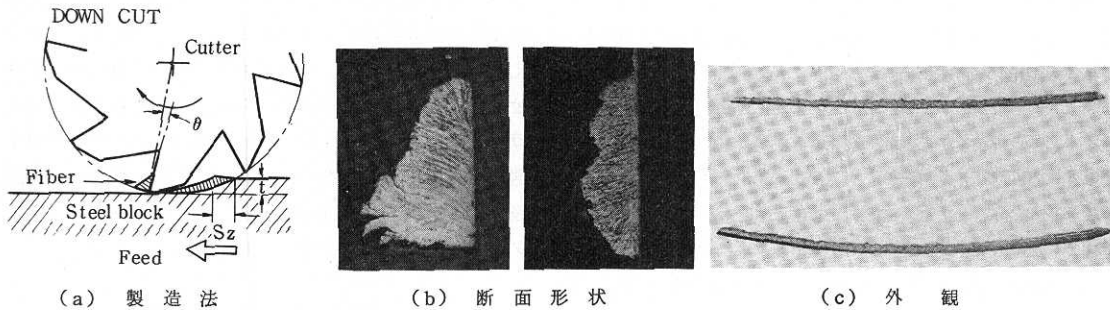 DOWN CUT
Cutter
θ
Fiber
t
Steel block
Sz
Feed
(a) 製造法
(b) 断面形状
(c) 外観